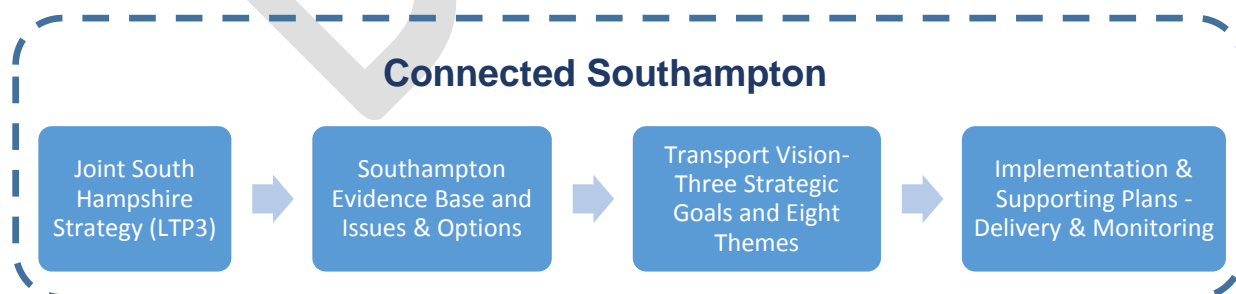 Connected Southampton
Joint South
Hampshire
Strategy (LTP3)
Southampton
Evidence Base and
Issues & Options
Transport Vision-
Three Strategic
Goals and Eight
Themes
Implementation &
Supporting Plans -
Delivery & Monitoring